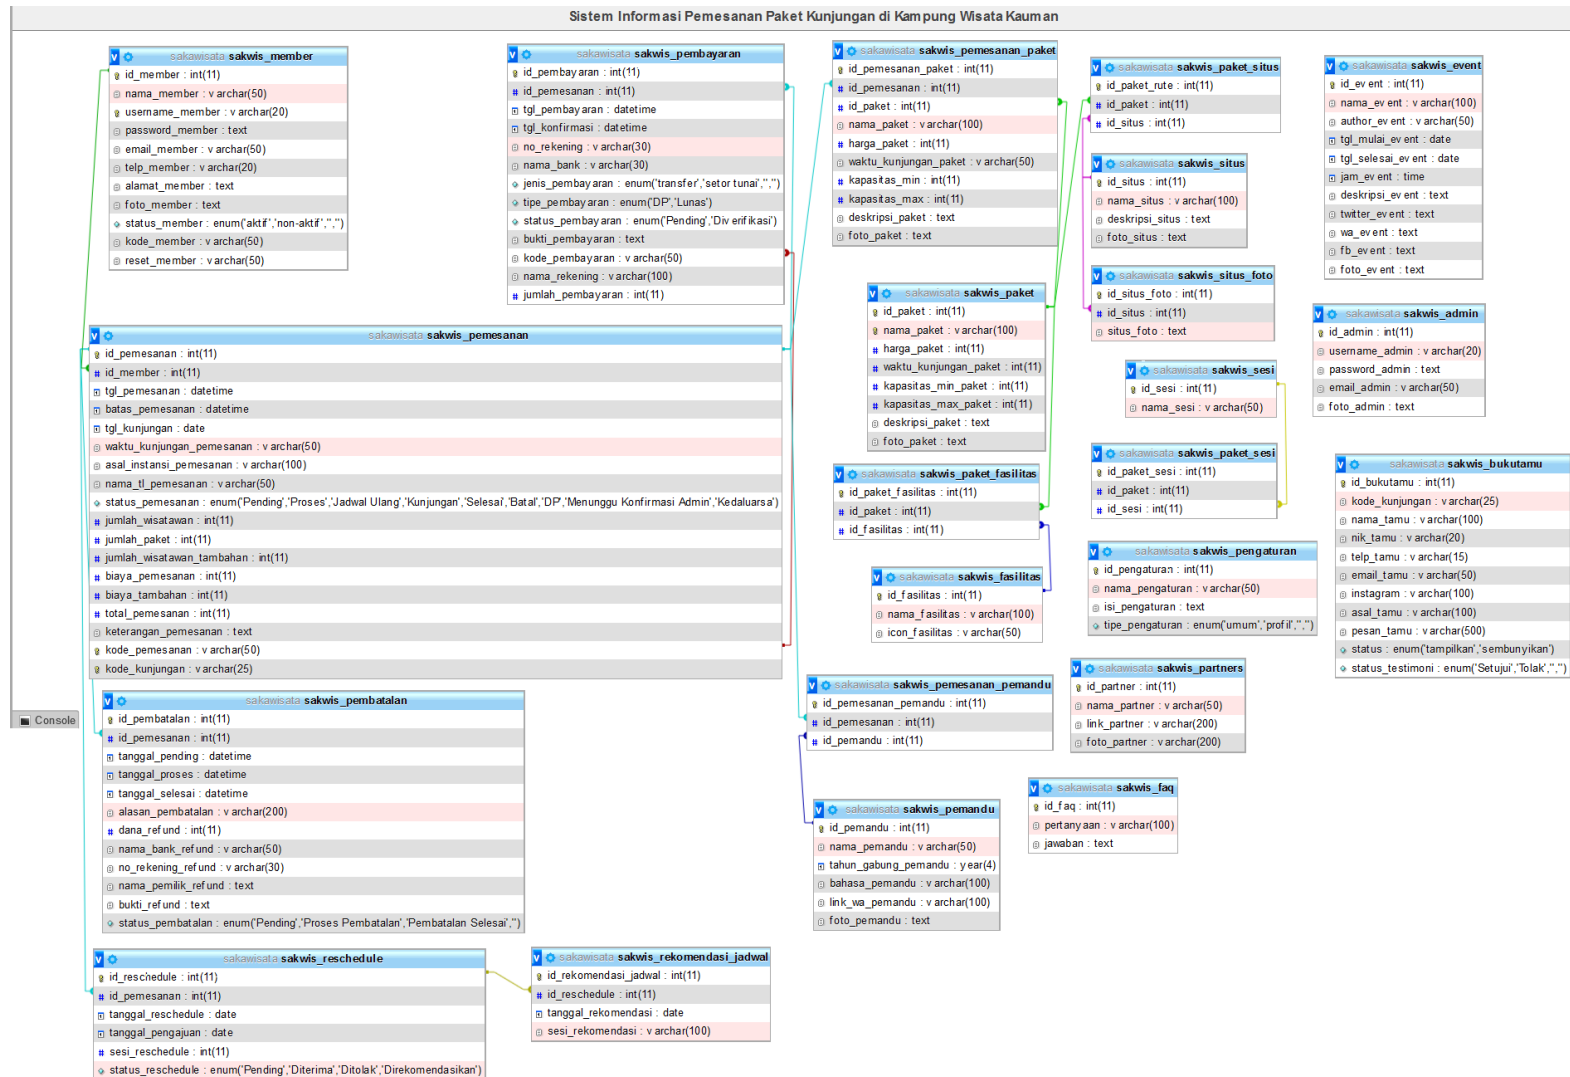 Sistem Informasi Pemesanan Paket Kunjungan di Kampung Wisata Kauman
sakawisata sakwis_member
id_member : int(11)
nama_member : varchar(50)
username_member : varchar(20)
password_member : text
email_member : varchar(50)
telp_member : varchar(20)
alamat_member : text
foto_member : text
status_member : enum('aktif','non-aktif','','')
kode_member : varchar(50)
reset_member : varchar(50)
sakawisata sakwis_pembayaran
id_pembayaran : int(11)
id_pemesanan : int(11)
tgl_pembayaran : datetime
tgl_konfirmasi : datetime
no_rekening : varchar(30)
nama_bank : varchar(30)
jenis_pembayaran : enum('transfer','setor tunai','','')
tipe_pembayaran : enum('DP','Lunas')
status_pembayaran : enum('Pending','Diverifikasi')
bukti_pembayaran : text
kode_pembayaran : varchar(50)
nama_rekening : varchar(100)
jumlah_pembayaran : int(11)
sakawisata sakwis_pemesanan_paket
id_pemesanan_paket : int(11)
id_pemesanan : int(11)
id_paket : int(11)
nama_paket : varchar(100)
harga_paket : int(11)
waktu_kunjungan_paket : varchar(50)
kapasitas_min : int(11)
kapasitas_max : int(11)
deskripsi_paket : text
foto_paket : text
sakawisata sakwis_paket_situs
id_paket_rute : int(11)
id_paket : int(11)
id_situs : int(11)
sakawisata sakwis_situs
id_situs : int(11)
nama_situs : varchar(100)
deskripsi_situs : text
foto_situs : text
sakawisata sakwis_situs_foto
id_situs_foto : int(11)
id_situs : int(11)
situs_foto : text
sakawisata sakwis_event
id_event : int(11)
nama_event : varchar(100)
author_event : varchar(50)
tgl_mulai_event : date
tgl_selesai_event : date
jam_event : time
deskripsi_event : text
twitter_event : text
wa_event : text
fb_event : text
foto_event : text
sakawisata sakwis_pemesanan
id_pemesanan : int(11)
id_member : int(11)
tgl_pemesanan : datetime
batas_pemesanan : datetime
tgl_kunjungan : date
waktu_kunjungan_pemesanan : varchar(50)
asal_instansi_pemesanan : varchar(100)
nama_tl_pemesanan : varchar(50)
status_pemesanan : enum('Pending','Proses','Jadwal Ulang','Kunjungan','Selesai','Batal','DP','Menunggu Konfirmasi Admin','Kedaluarsa')
jumlah_wisatawan : int(11)
jumlah_paket : int(11)
jumlah_wisatawan_tambahan : int(11)
biaya_pemesanan : int(11)
biaya_tambahan : int(11)
total_pemesanan : int(11)
keterangan_pemesanan : text
kode_pemesanan : varchar(50)
kode_kunjungan : varchar(25)
sakawisata sakwis_paket
id_paket : int(11)
nama_paket : varchar(100)
harga_paket : int(11)
waktu_kunjungan_paket : int(11)
kapasitas_min_paket : int(11)
kapasitas_max_paket : int(11)
deskripsi_paket : text
foto_paket : text
sakawisata sakwis_admin
id_admin : int(11)
username_admin : varchar(20)
password_admin : text
email_admin : varchar(50)
foto_admin : text
sakawisata sakwis_sesi
id_sesi : int(11)
nama_sesi : varchar(50)
sakawisata sakwis_paket_sesi
id_paket_sesi : int(11)
id_paket : int(11)
id_sesi : int(11)
sakawisata sakwis_paket_fasilitas
id_paket_fasilitas : int(11)
id_paket : int(11)
id_fasilitas : int(11)
sakawisata sakwis_bukutamu
id_bukutamu : int(11)
kode_kunjungan : varchar(25)
nama_tamu : varchar(100)
nik_tamu : varchar(20)
telp_tamu : varchar(15)
email_tamu : varchar(50)
instagram : varchar(100)
asal_tamu : varchar(100)
pesan_tamu : varchar(500)
status : enum('tampilkan','sembunyikan')
status_testimoni : enum('Setujui','Tolak','','')
sakawisata sakwis_fasilitas
id_fasilitas : int(11)
nama_fasilitas : varchar(100)
icon_fasilitas : varchar(50)
sakawisata sakwis_pengaturan
id_pengaturan : int(11)
nama_pengaturan : varchar(50)
isi_pengaturan : text
tipe_pengaturan : enum('umum','profil','','')
sakawisata sakwis_partners
id_partner : int(11)
nama_partner : varchar(50)
link_partner : varchar(200)
foto_partner : varchar(200)
sakawisata sakwis_pemesanan_pemandu
id_pemesanan_pemandu : int(11)
id_pemesanan : int(11)
id_pemandu : int(11)
Console
sakawisata sakwis_pembatalan
id_pembatalan : int(11)
id_pemesanan : int(11)
tanggal_pending : datetime
tanggal_proses : datetime
tanggal_selesai : datetime
alasan_pembatalan : varchar(200)
dana_refund : int(11)
nama_bank_refund : varchar(50)
no_rekening_refund : varchar(30)
nama_pemilik_refund : text
bukti_refund : text
status_pembatalan : enum('Pending','Proses Pembatalan','Pembatalan Selesai','')
sakawisata sakwis_pemandu
id_pemandu : int(11)
nama_pemandu : varchar(50)
tahun_gabung_pemandu : year(4)
bahasa_pemandu : varchar(100)
link_wa_pemandu : varchar(100)
foto_pemandu : text
sakawisata sakwis_faq
id_faq : int(11)
pertanyaan : varchar(100)
jawaban : text
sakawisata sakwis_reschedule
id_reschedule : int(11)
id_pemesanan : int(11)
tanggal_reschedule : date
tanggal_pengajuan : date
sesi_reschedule : int(11)
status_reschedule : enum('Pending','Diterima','Ditolak','Direkomendasikan')
sakawisata sakwis_rekomendasi_jadwal
id_rekomendasi_jadwal : int(11)
id_reschedule : int(11)
tanggal_rekomendasi : date
sesi_rekomendasi : varchar(100)